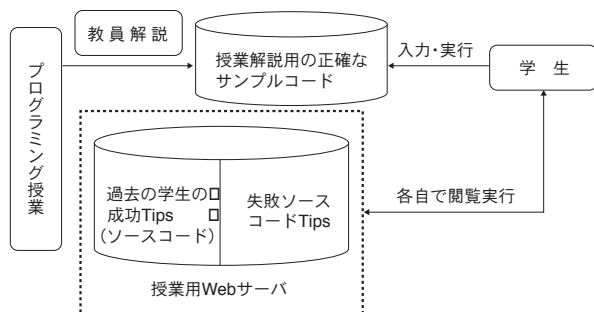 教員解説
プログラミング授業
授業解説用の正確な
サンプルコード
入力・実行
学 生
過去の学生の
成功Tips
(ソースコード)
失敗ソース
コードTips
各自で閲覧実行
授業用Webサーバ